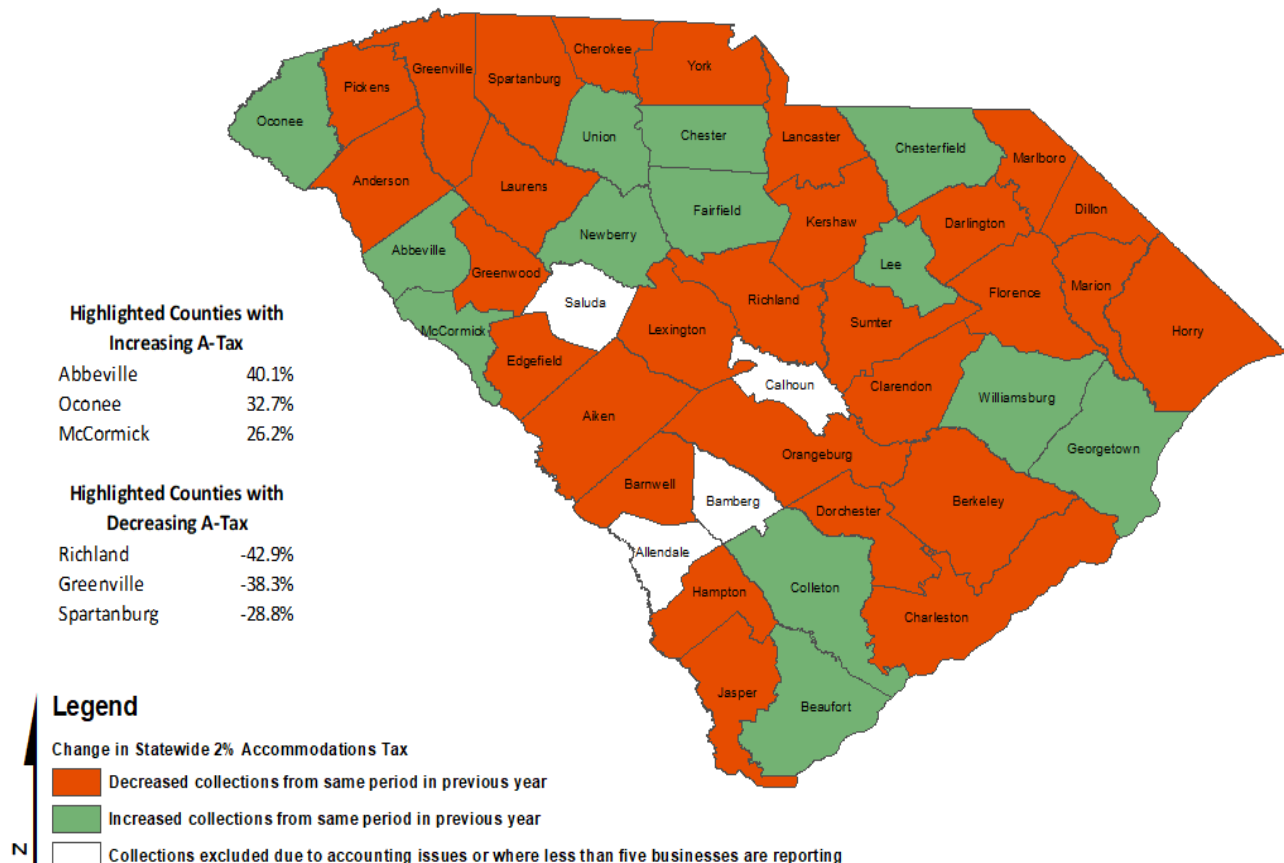 Cherokee
York
Greenville
Spartanburg
Pickens
Oconee
Union
Chester
Lancaster
Chesterfield
Marlboro
Anderson
Laurens
Fairfield
Kershaw
Darlington
Dillon
Newberry
Abbeville
Greenwood
Lee
Richland
Florence
Marion
Saluda
Lexington
Sumter
Horry
McCormick
Edgefield
Calhoun
Clarendon
Williamsburg
Aiken
Georgetown
Orangeburg
Barnwell
Bamberg
Berkeley
Dorchester
Allendale
Colleton
Hampton
Charleston
Jasper
Beaufort
Highlighted Counties with
Increasing A-Tax
Abbeville 40.1%
Oconee 32.7%
McCormick 26.2%
Highlighted Counties with
Decreasing A-Tax
Richland -42.9%
Greenville -38.3%
Spartanburg -28.8%
Legend
Change in Statewide 2% Accommodations Tax
Decreased collections from same period in previous year
Increased collections from same period in previous year
Collections excluded due to accounting issues or where less than five businesses are reporting
N